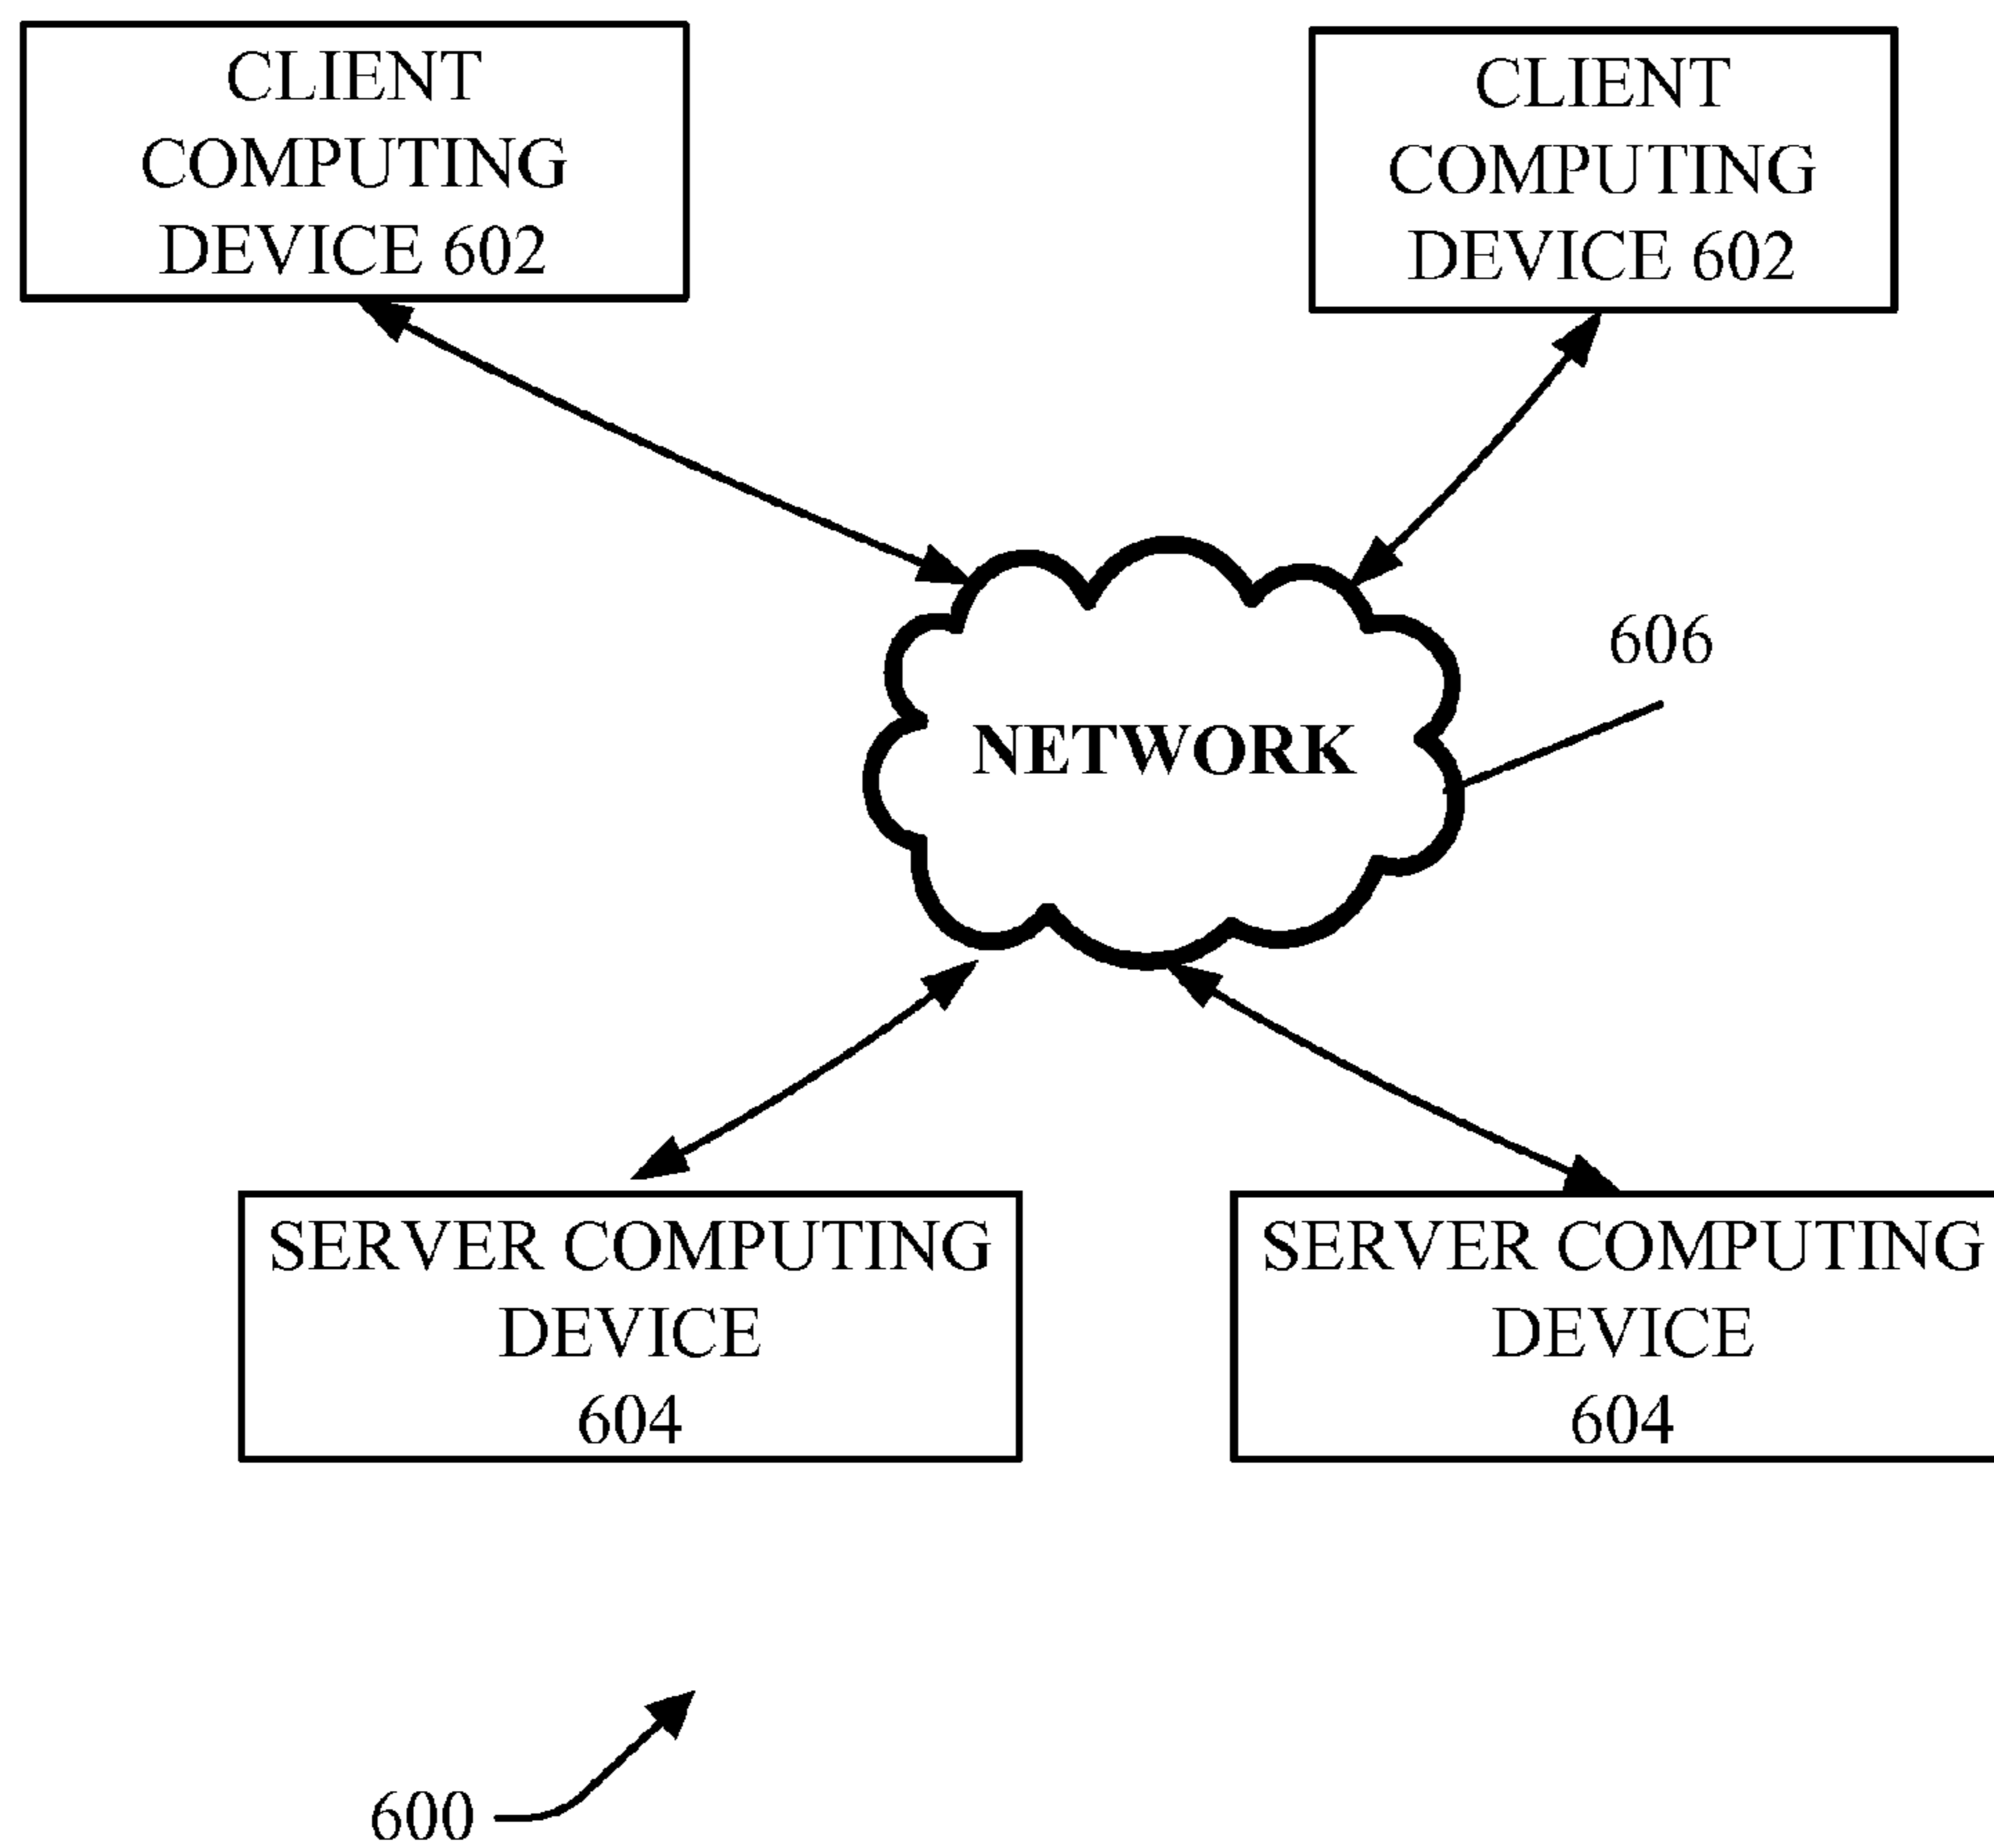 CLIENT
COMPUTING
DEVICE 602
CLIENT
COMPUTING
DEVICE 602
606
NETWORK
SERVER COMPUTING
DEVICE
604
SERVER COMPUTING
DEVICE
604
600